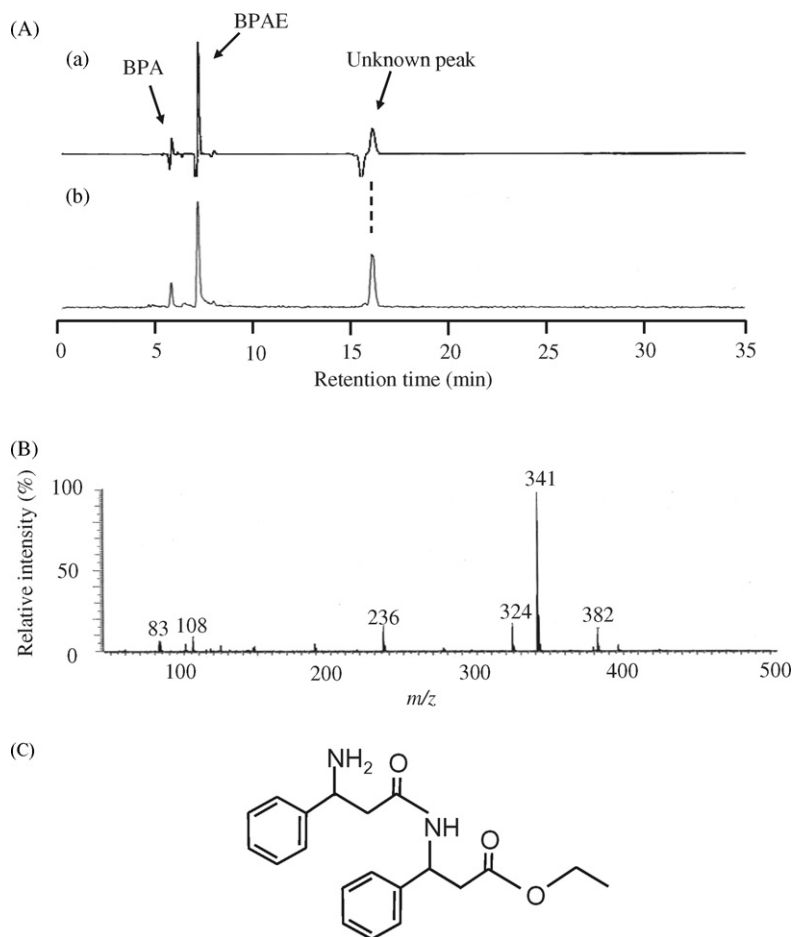 (A)
(a)
BPA
BPAE
Unknown peak
(b)
0 5 10 15 20 25 30 35
Retention time (min)
(B)
Relative intensity (%)
100
50
0
341
236
324
382
83 108
100 200 300 400 500
m/z
(C)
NH2
O
NH
O
O